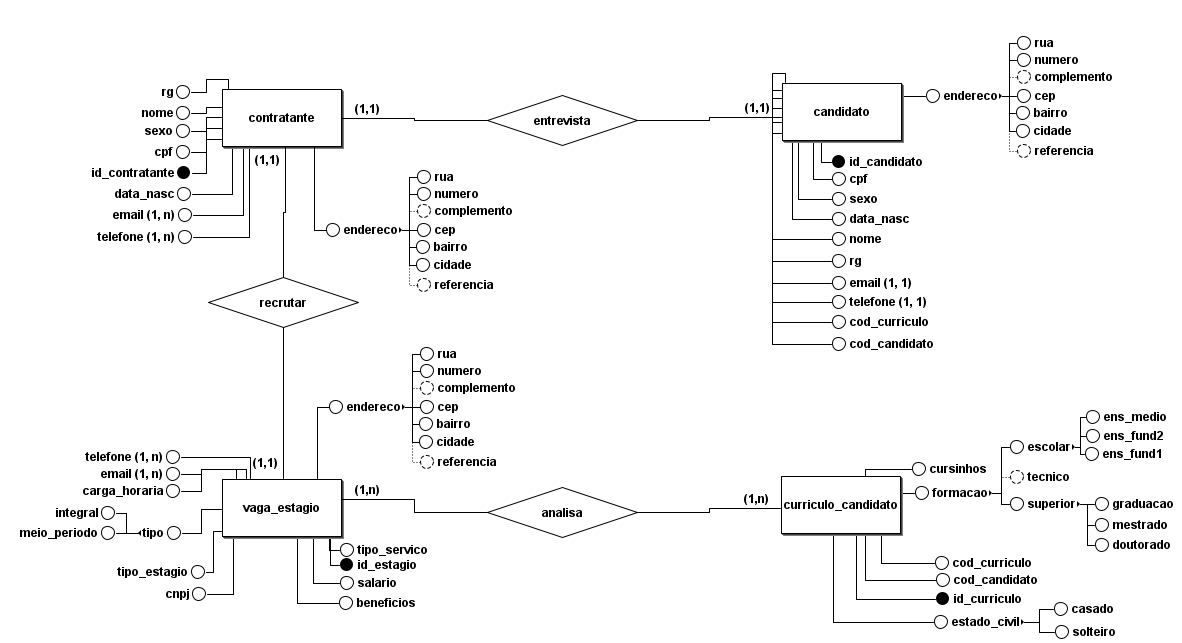 rg
nome
sexo
cpf
id_contratante
data_nasc
email (1, n)
telefone (1, n)
contratante
(1,1)
(1,1)
entrevista
(1,1)
candidato
endereco
rua
numero
complemento
cep
bairro
cidade
referencia
endereco
rua
numero
complemento
cep
bairro
cidade
referencia
id_candidato
cpf
sexo
data_nasc
nome
rg
email (1, 1)
telefone (1, 1)
cod_curriculo
cod_candidato
recrutar
endereco
rua
numero
complemento
cep
bairro
cidade
referencia
telefone (1, n)
email (1, n)
carga_horaria
integral
meio_periodo
tipo
tipo_estagio
cnpj
(1,1)
vaga_estagio
(1,n)
tipo_servico
id_estagio
salario
beneficios
analisa
(1,n)
curriculo_candidato
cursinhos
formacao
escolar
ens_medio
ens_fund2
ens_fund1
tecnico
superior
graduacao
mestrado
doutorado
cod_curriculo
cod_candidato
id_curriculo
estado_civil
casado
solteiro